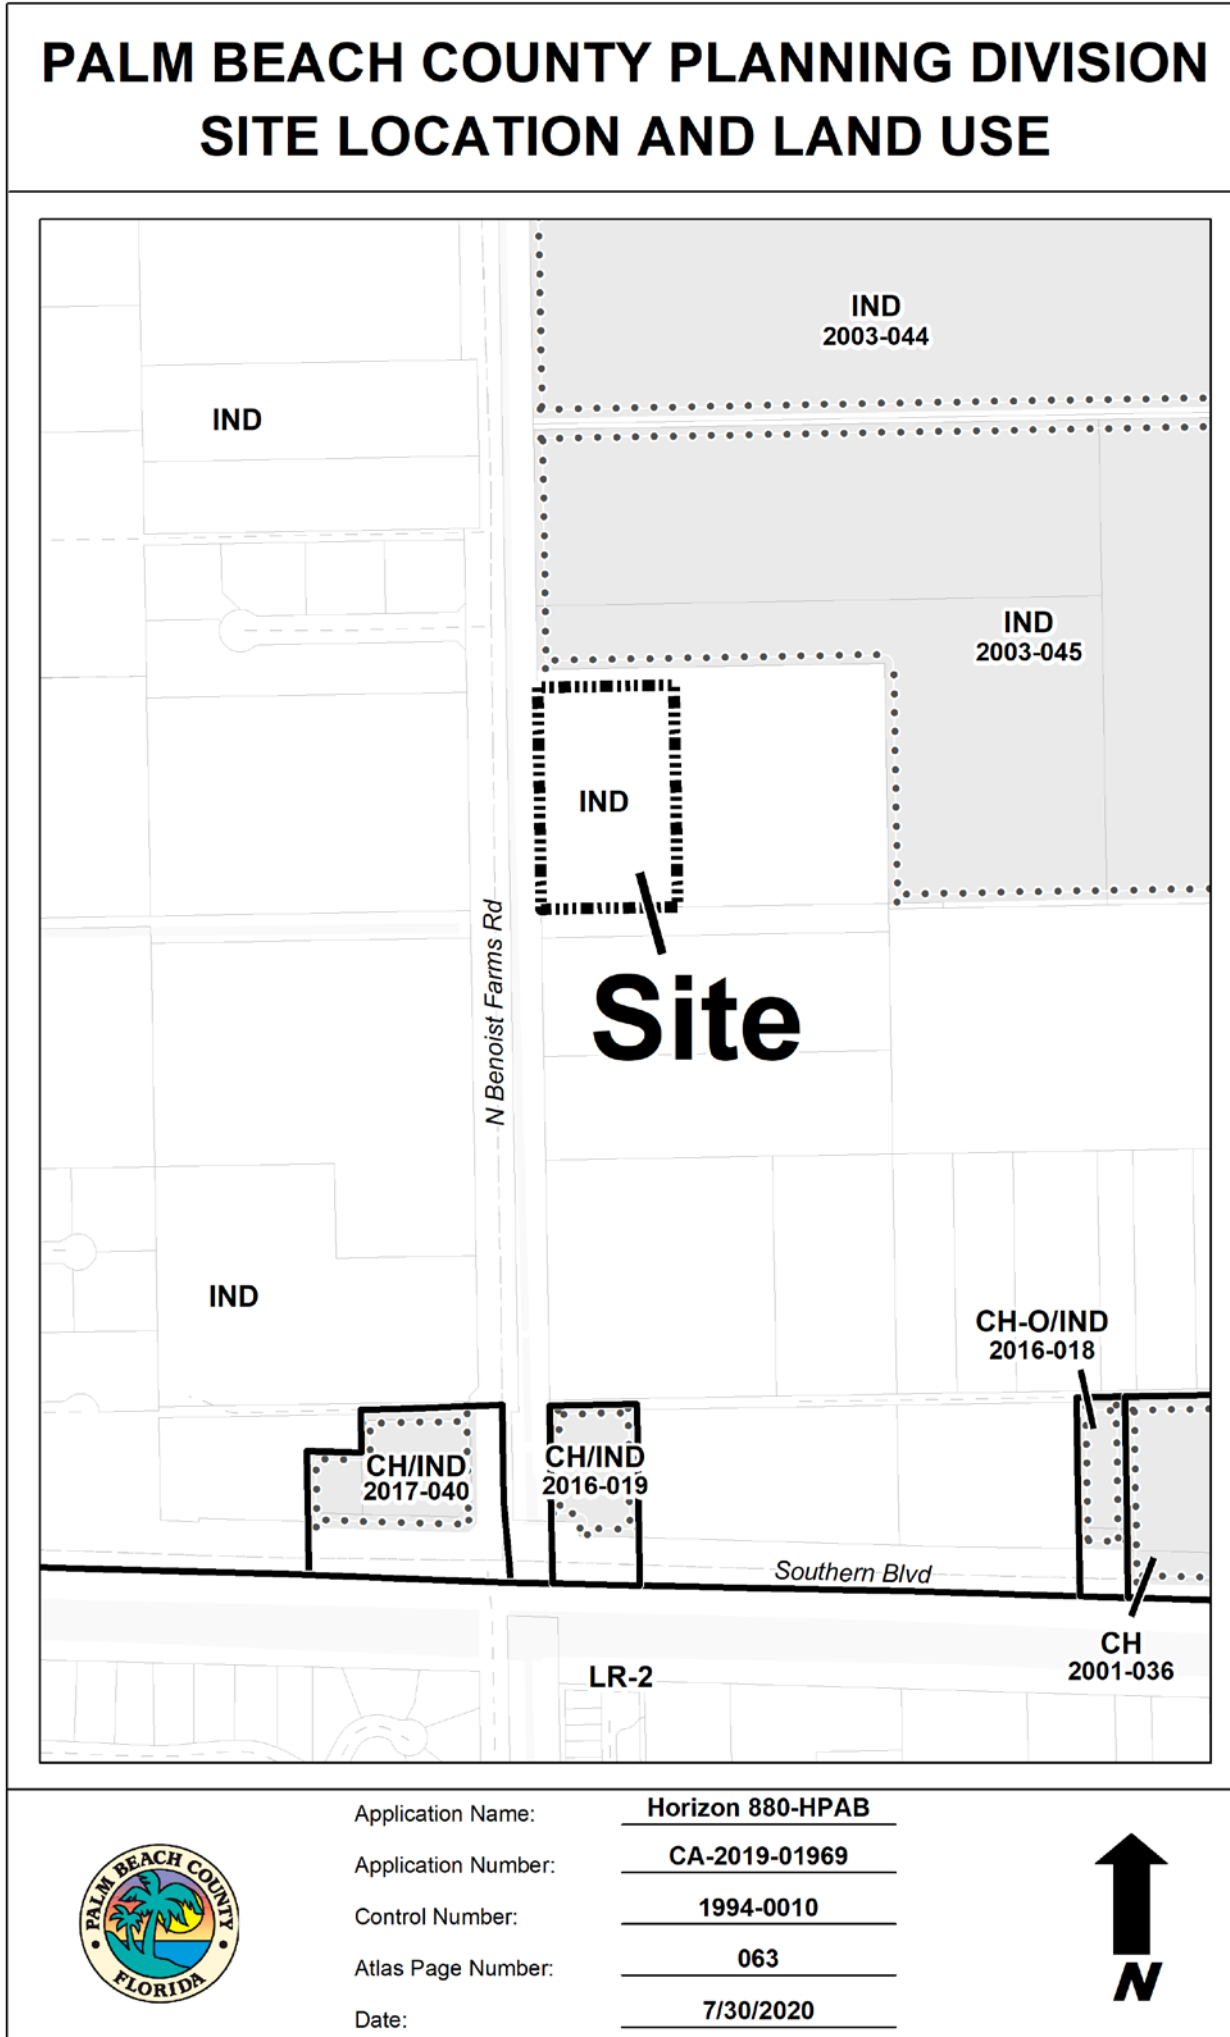 PALM BEACH COUNTY PLANNING DIVISION
SITE LOCATION AND LAND USE
IND
2003-044
IND
IND
2003-045
IND
N Benoist Farms Rd
Site
IND
CH-O/IND
2016-018
CH/IND
2017-040
CH/IND
2016-019
Southern Blvd
CH
2001-036
LR-2
Application Name: Horizon 880-HPAB
Application Number: CA-2019-01969
Control Number: 1994-0010
Atlas Page Number: 063
Date: 7/30/2020
PALM BEACH COUNTY
FLORIDA
N